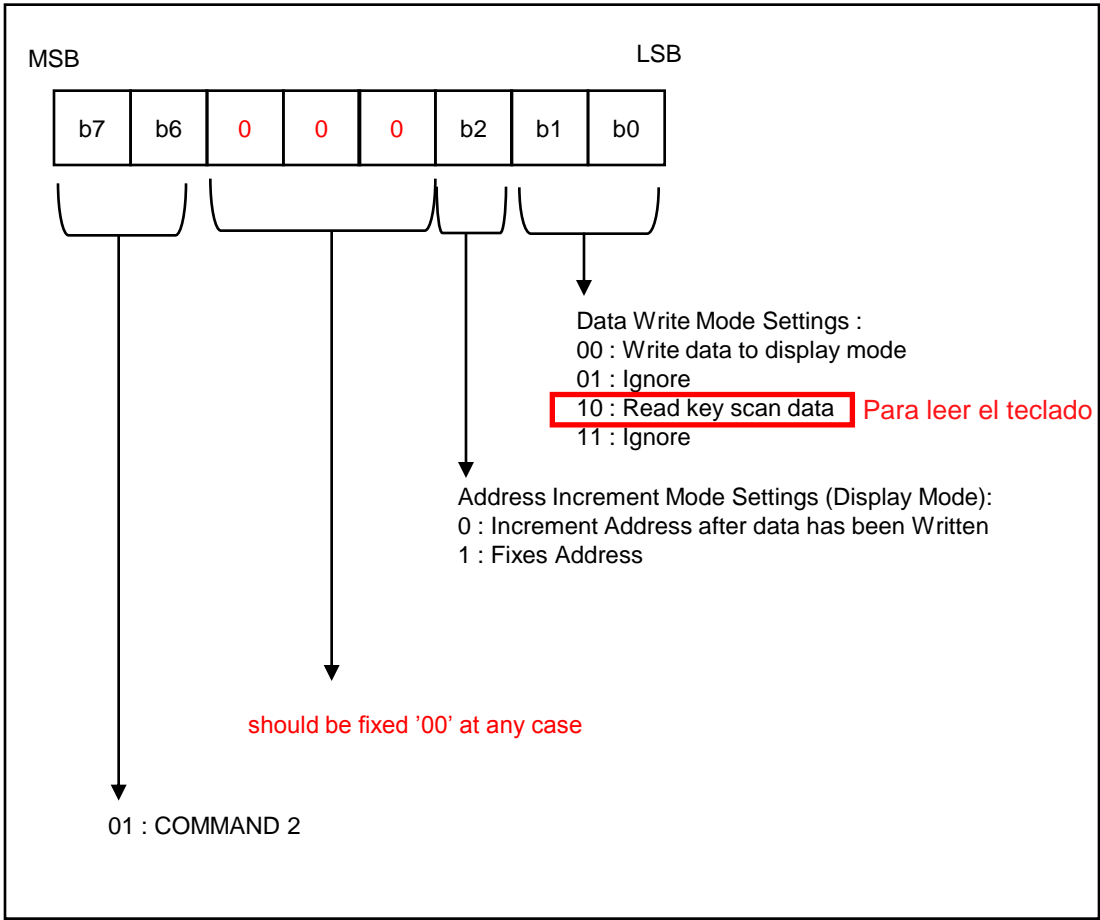 MSB
LSB
b7 b6 0 0 0 b2 b1 b0
Data Write Mode Settings :
00 : Write data to display mode
01 : Ignore
10 : Read key scan data Para leer el teclado
11 : Ignore
Address Increment Mode Settings (Display Mode):
0 : Increment Address after data has been Written
1 : Fixes Address
should be fixed ’00’ at any case
01 : COMMAND 2